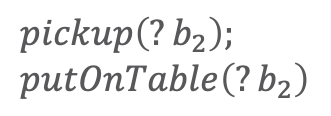 pickup(? b₂);
putOnTable(? b₂)